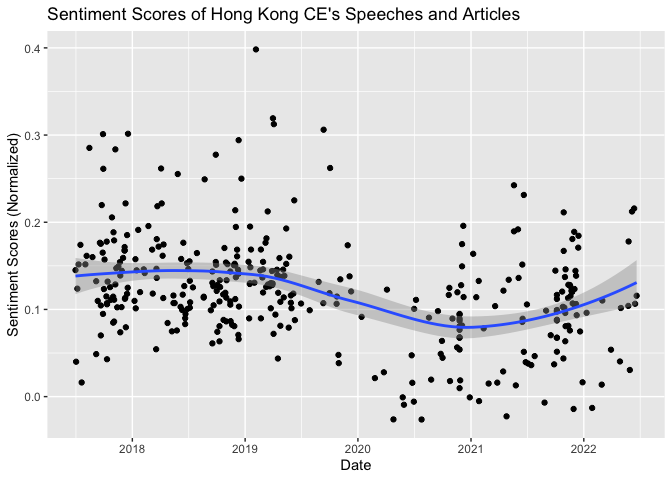 Sentiment Scores of Hong Kong CE's Speeches and Articles
Sentiment Scores (Normalized)
0.4
0.3
0.2
0.1
0.0
2018 2019 2020 2021 2022
Date